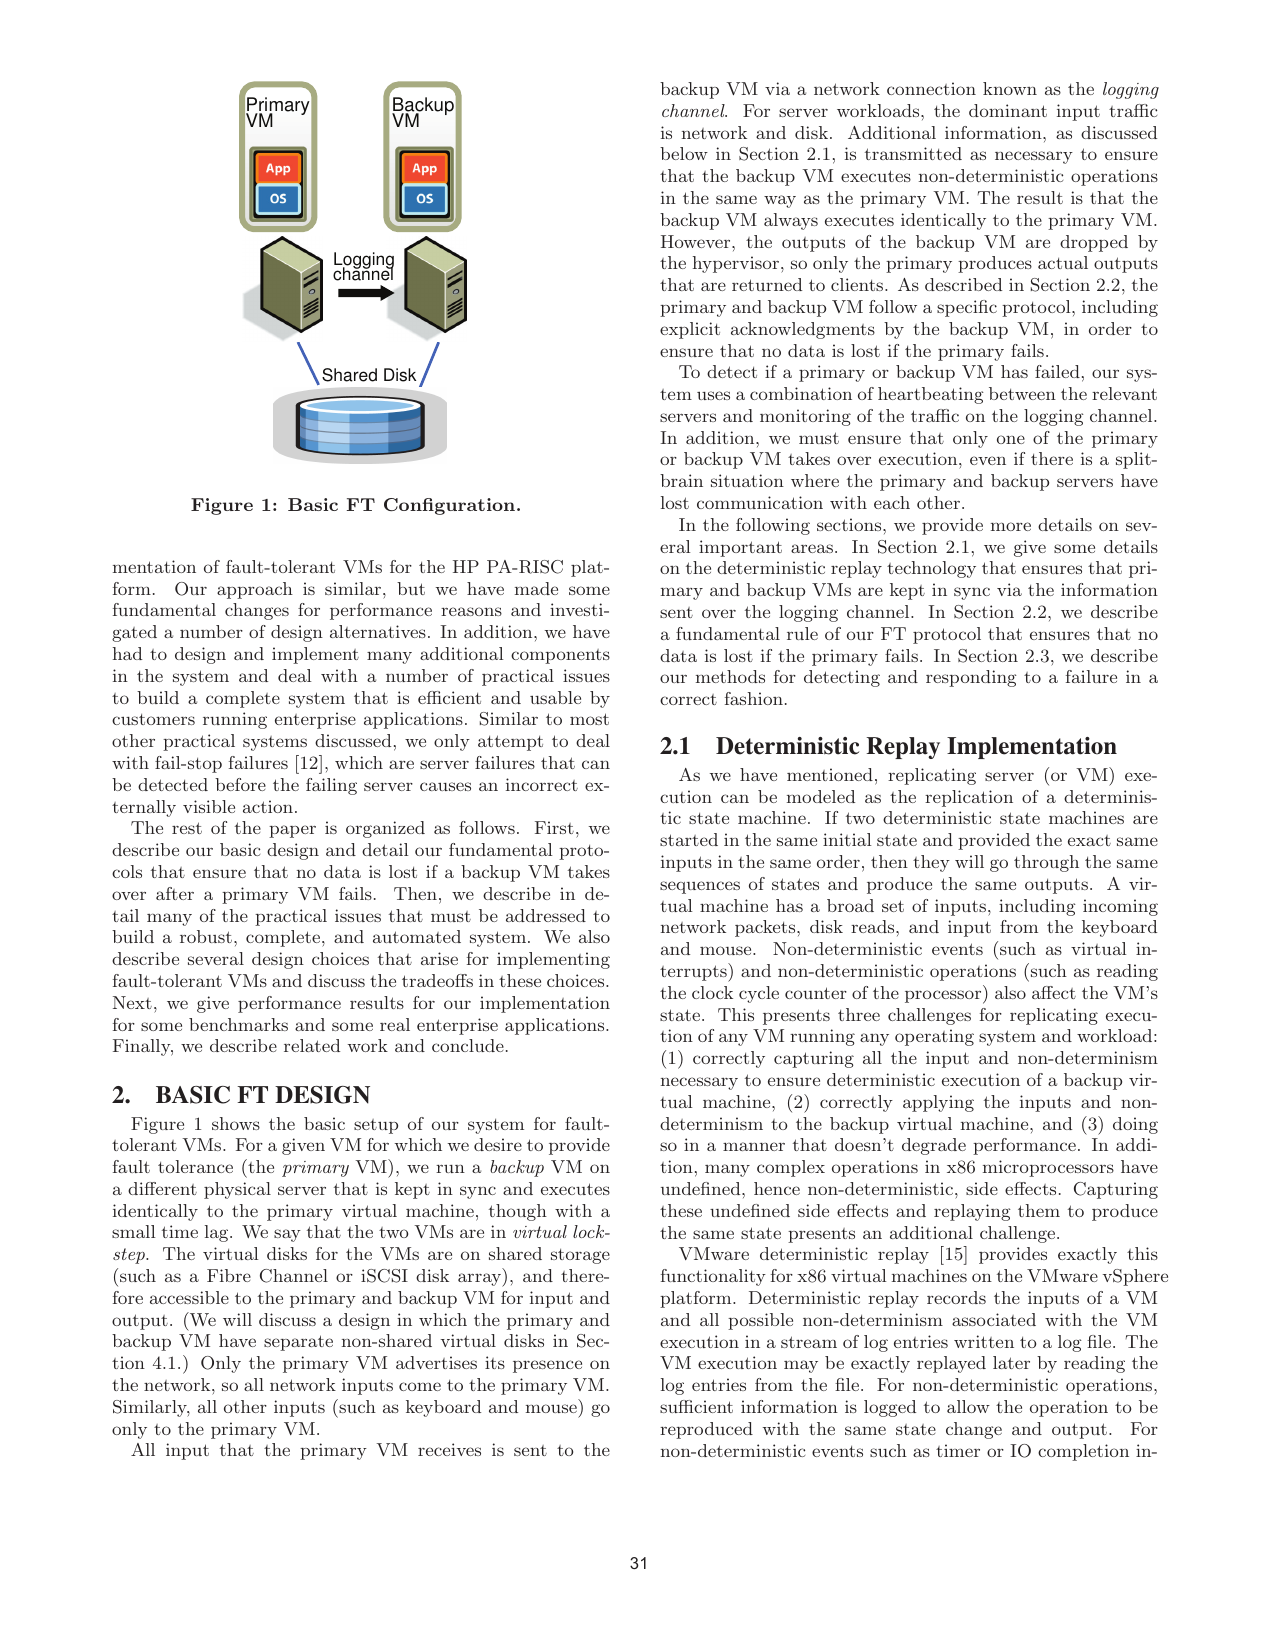 Primary
VM
App
OS
Backup
VM
App
OS
Logging
channel
Shared Disk
Figure 1: Basic FT Configuration.
mentation of fault-tolerant VMs for the HP PA-RISC plat-
form. Our approach is similar, but we have made some
fundamental changes for performance reasons and investi-
gated a number of design alternatives. In addition, we have
had to design and implement many additional components
in the system and deal with a number of practical issues
to build a complete system that is efficient and usable by
customers running enterprise applications. Similar to most
other practical systems discussed, we only attempt to deal
with fail-stop failures [12], which are server failures that can
be detected before the failing server causes an incorrect ex-
ternally visible action.
The rest of the paper is organized as follows. First, we
describe our basic design and detail our fundamental proto-
cols that ensure that no data is lost if a backup VM takes
over after a primary VM fails. Then, we describe in de-
tail many of the practical issues that must be addressed to
build a robust, complete, and automated system. We also
describe several design choices that arise for implementing
fault-tolerant VMs and discuss the tradeoffs in these choices.
Next, we give performance results for our implementation
for some benchmarks and some real enterprise applications.
Finally, we describe related work and conclude.
2. BASIC FT DESIGN
Figure 1 shows the basic setup of our system for fault-
tolerant VMs. For a given VM for which we desire to provide
fault tolerance (the primary VM), we run a backup VM on
a different physical server that is kept in sync and executes
identically to the primary virtual machine, though with a
small time lag. We say that the two VMs are in virtual lock-
step. The virtual disks for the VMs are on shared storage
(such as a Fibre Channel or iSCSI disk array), and there-
fore accessible to the primary and backup VM for input and
output. (We will discuss a design in which the primary and
backup VM have separate non-shared virtual disks in Sec-
tion 4.1.) Only the primary VM advertises its presence on
the network, so all network inputs come to the primary VM.
Similarly, all other inputs (such as keyboard and mouse) go
only to the primary VM.
All input that the primary VM receives is sent to the
backup VM via a network connection known as the logging
channel. For server workloads, the dominant input traffic
is network and disk. Additional information, as discussed
below in Section 2.1, is transmitted as necessary to ensure
that the backup VM executes non-deterministic operations
in the same way as the primary VM. The result is that the
backup VM always executes identically to the primary VM.
However, the outputs of the backup VM are dropped by
the hypervisor, so only the primary produces actual outputs
that are returned to clients. As described in Section 2.2, the
primary and backup VM follow a specific protocol, including
explicit acknowledgments by the backup VM, in order to
ensure that no data is lost if the primary fails.
To detect if a primary or backup VM has failed, our sys-
tem uses a combination of heartbeating between the relevant
servers and monitoring of the traffic on the logging channel.
In addition, we must ensure that only one of the primary
or backup VM takes over execution, even if there is a split-
brain situation where the primary and backup servers have
lost communication with each other.
In the following sections, we provide more details on sev-
eral important areas. In Section 2.1, we give some details
on the deterministic replay technology that ensures that pri-
mary and backup VMs are kept in sync via the information
sent over the logging channel. In Section 2.2, we describe
a fundamental rule of our FT protocol that ensures that no
data is lost if the primary fails. In Section 2.3, we describe
our methods for detecting and responding to a failure in a
correct fashion.
2.1 Deterministic Replay Implementation
As we have mentioned, replicating server (or VM) exe-
cution can be modeled as the replication of a determinis-
tic state machine. If two deterministic state machines are
started in the same initial state and provided the exact same
inputs in the same order, then they will go through the same
sequences of states and produce the same outputs. A vir-
tual machine has a broad set of inputs, including incoming
network packets, disk reads, and input from the keyboard
and mouse. Non-deterministic events (such as virtual in-
terrupts) and non-deterministic operations (such as reading
the clock cycle counter of the processor) also affect the VM's
state. This presents three challenges for replicating execu-
tion of any VM running any operating system and workload:
(1) correctly capturing all the input and non-determinism
necessary to ensure deterministic execution of a backup vir-
tual machine, (2) correctly applying the inputs and non-
determinism to the backup virtual machine, and (3) doing
so in a manner that doesn't degrade performance. In addi-
tion, many complex operations in x86 microprocessors have
undefined, hence non-deterministic, side effects. Capturing
these undefined side effects and replaying them to produce
the same state presents an additional challenge.
VMware deterministic replay [15] provides exactly this
functionality for x86 virtual machines on the VMware vSphere
platform. Deterministic replay records the inputs of a VM
and all possible non-determinism associated with the VM
execution in a stream of log entries written to a log file. The
VM execution may be exactly replayed later by reading the
log entries from the file. For non-deterministic operations,
sufficient information is logged to allow the operation to be
reproduced with the same state change and output. For
non-deterministic events such as timer or IO completion in-
31